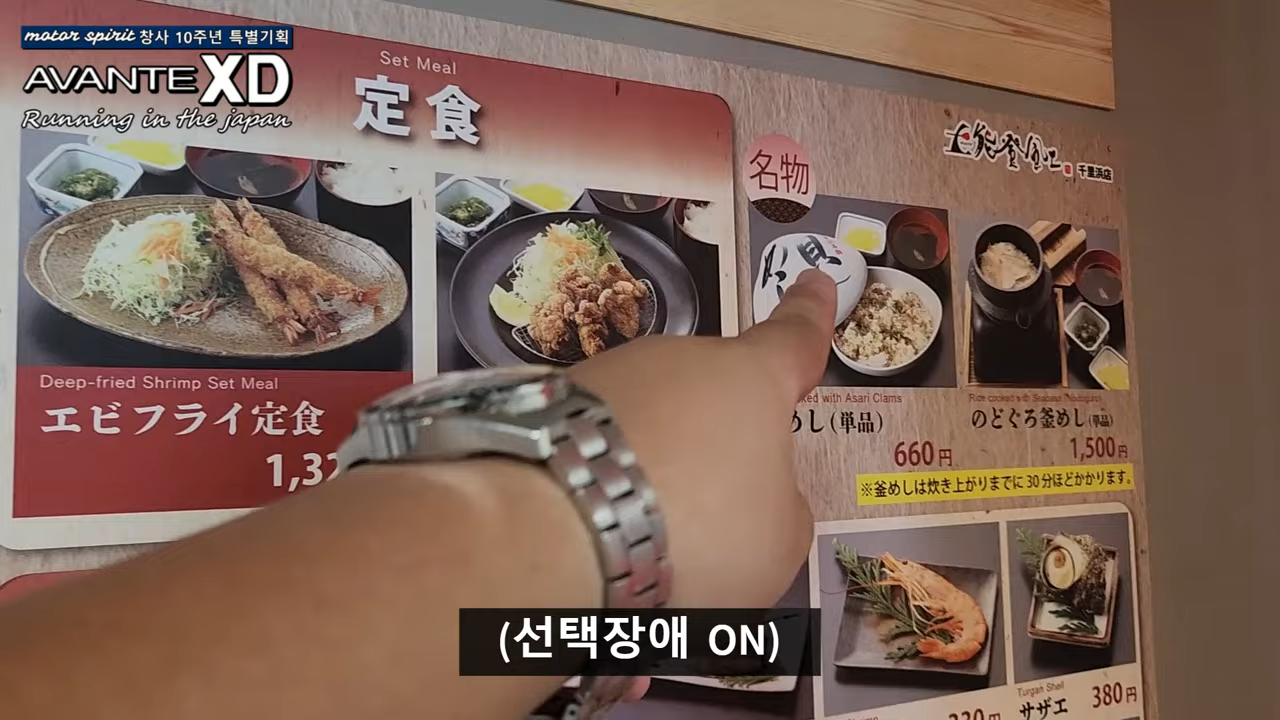 motor spirit 창사 10주년 특별기획
AVANTE XD
Running in the japan
Set Meal
定食
名物
千里浜店
Deep-fried Shrimp Set Meal
エビフライ定食
1,32
ked with Asari Clams
めし(単品)
660円
Rice cooked with Seabass
のどぐろ釜めし(単品)
1,500円
※釜めしは炊き上がりまでに30分ほどかかります。
Turgan Shell
サザエ
380円
330円
(선택장애 ON)